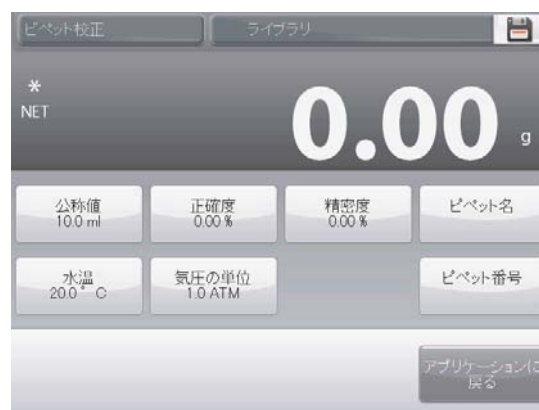 ピペット校正
ライブラリ
*
NET
0.00 g
公称値
10.0 ml
正確度
0.00 %
精密度
0.00 %
ピペット名
水温
20.0° C
気圧の単位
1.0 ATM
ピペット番号
アプリケーションに
戻る